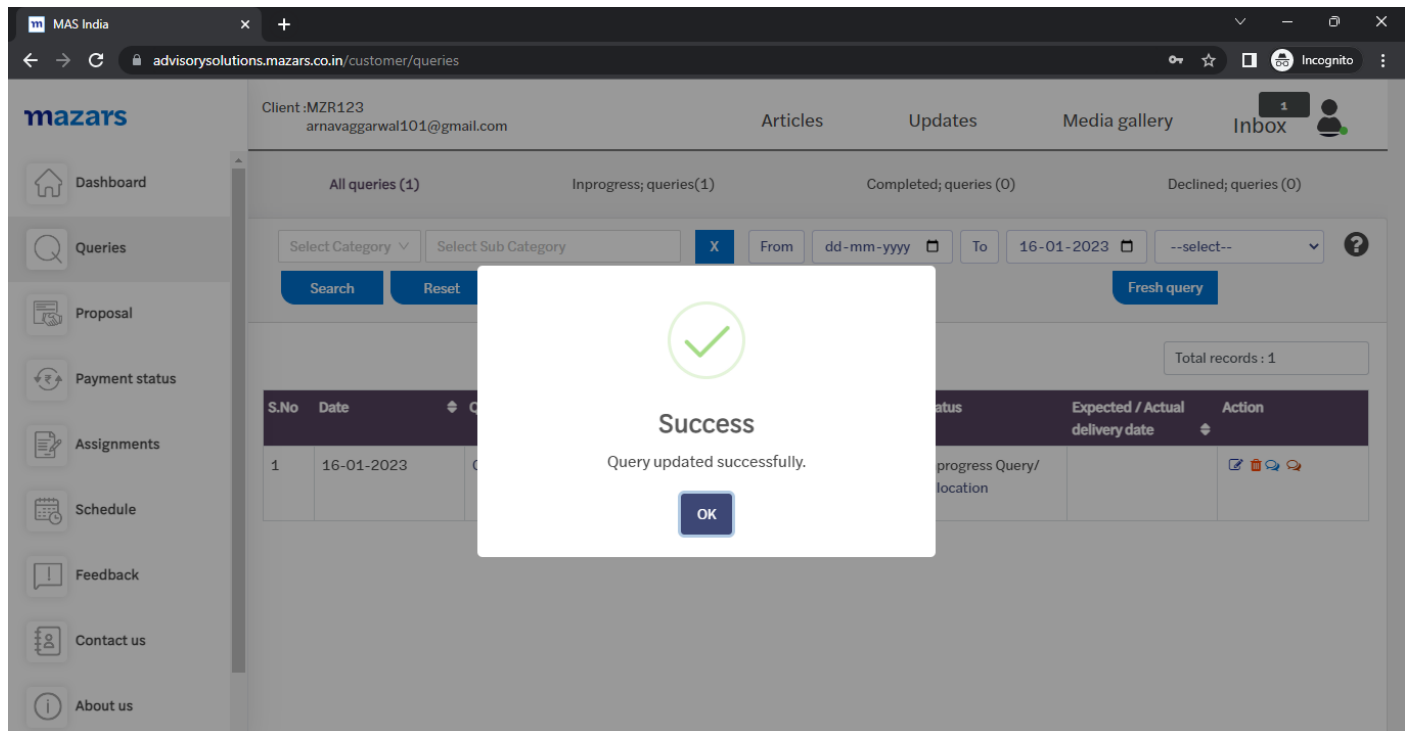 m MAS India
advisorysolutions.mazars.co.in/customer/queries
Incognito
mazars
Client :MZR123
arnavaggarwal101@gmail.com
Articles
Updates
Media gallery
1
Inbox
Dashboard
Queries
Proposal
Payment status
Assignments
Schedule
Feedback
Contact us
About us
All queries (1)
Inprogress; queries(1)
Completed; queries (0)
Declined; queries (0)
Select Category
Select Sub Category
X
From
dd-mm-yyyy
To
16-01-2023
--select--
Search
Reset
Fresh query
Total records : 1
S.No
Date
Expected / Actual
delivery date
Action
1
16-01-2023
progress Query/
location
Success
Query updated successfully.
OK